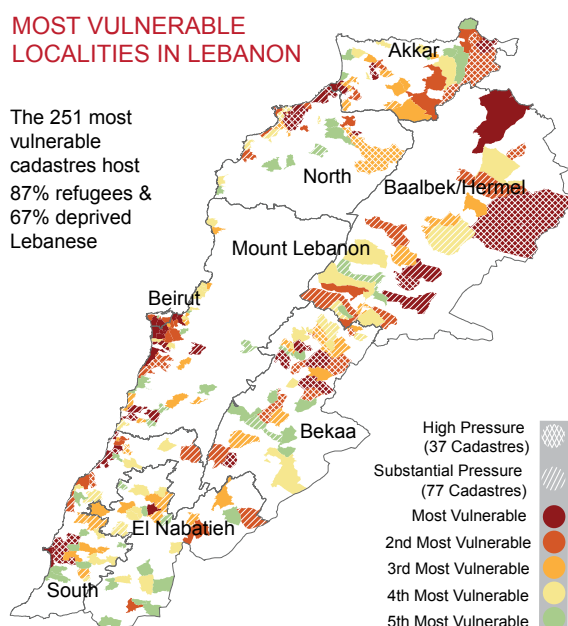 MOST VULNERABLE
LOCALITIES IN LEBANON
The 251 most
vulnerable
cadastres host
87% refugees &
67% deprived
Lebanese
Akkar
North
Baalbek/Hermel
Mount Lebanon
Beirut
Bekaa
El Nabatieh
South
High Pressure
(37 Cadastres)
Substantial Pressure
(77 Cadastres)
Most Vulnerable
2nd Most Vulnerable
3rd Most Vulnerable
4th Most Vulnerable
5th Most Vulnerable